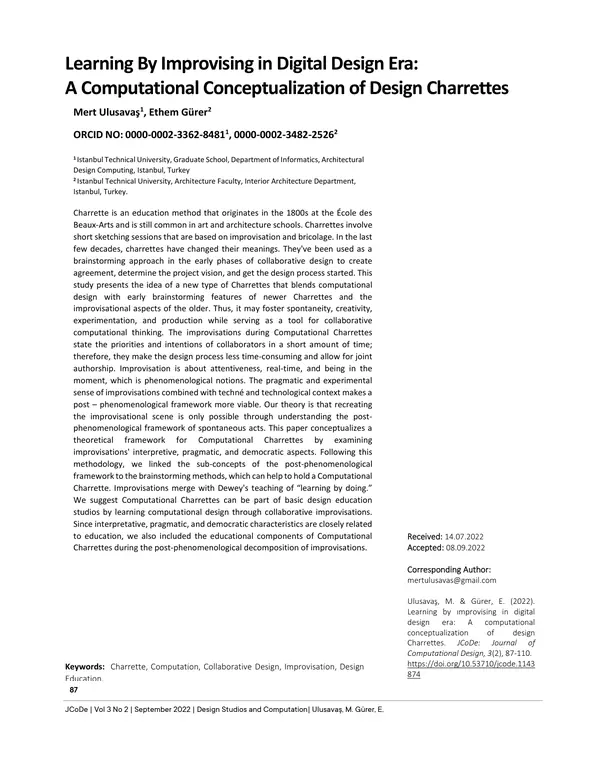 Learning By Improvising in Digital Design Era:
A Computational Conceptualization of Design Charrettes
Mert Ulusavaş¹, Ethem Gürer²
ORCID NO: 0000-0002-3362-8481¹, 0000-0002-3482-2526²
¹ Istanbul Technical University, Graduate School, Department of Informatics, Architectural
Design Computing, Istanbul, Turkey
² Istanbul Technical University, Architecture Faculty, Interior Architecture Department,
Istanbul, Turkey.
Charrette is an education method that originates in the 1800s at the École des
Beaux-Arts and is still common in art and architecture schools. Charrettes involve
short sketching sessions that are based on improvisation and bricolage. In the last
few decades, charrettes have changed their meanings. They've been used as a
brainstorming approach in the early phases of collaborative design to create
agreement, determine the project vision, and get the design process started. This
study presents the idea of a new type of Charrettes that blends computational
design with early brainstorming features of newer Charrettes and the
improvisational aspects of the older. Thus, it may foster spontaneity, creativity,
experimentation, and production while serving as a tool for collaborative
computational thinking. The improvisations during Computational Charrettes
state the priorities and intentions of collaborators in a short amount of time;
therefore, they make the design process less time-consuming and allow for joint
authorship. Improvisation is about attentiveness, real-time, and being in the
moment, which is phenomenological notions. The pragmatic and experimental
sense of improvisations combined with techné and technological context makes a
post – phenomenological framework more viable. Our theory is that recreating
the improvisational scene is only possible through understanding the post-
phenomenological framework of spontaneous acts. This paper conceptualizes a
theoretical framework for Computational Charrettes by examining
improvisations' interpretive, pragmatic, and democratic aspects. Following this
methodology, we linked the sub-concepts of the post-phenomenological
framework to the brainstorming methods, which can help to hold a Computational
Charrette. Improvisations merge with Dewey's teaching of "learning by doing."
We suggest Computational Charrettes can be part of basic design education
studios by learning computational design through collaborative improvisations.
Since interpretative, pragmatic, and democratic characteristics are closely related
to education, we also included the educational components of Computational
Charrettes during the post-phenomenological decomposition of improvisations.
Received: 14.07.2022
Accepted: 08.09.2022
Corresponding Author:
mertulusavas@gmail.com
Ulusavaş, M. & Gürer, E. (2022).
Learning by ımprovising in digital
design era: A computational
conceptualization of design
Charrettes. JCoDe: Journal of
Computational Design, 3(2), 87-110.
https://doi.org/10.53710/jcode.1143
874
Keywords: Charrette, Computation, Collaborative Design, Improvisation, Design
Education.
87
JCoDe | Vol 3 No 2 | September 2022 | Design Studios and Computation| Ulusavaş, M. Gürer, E.